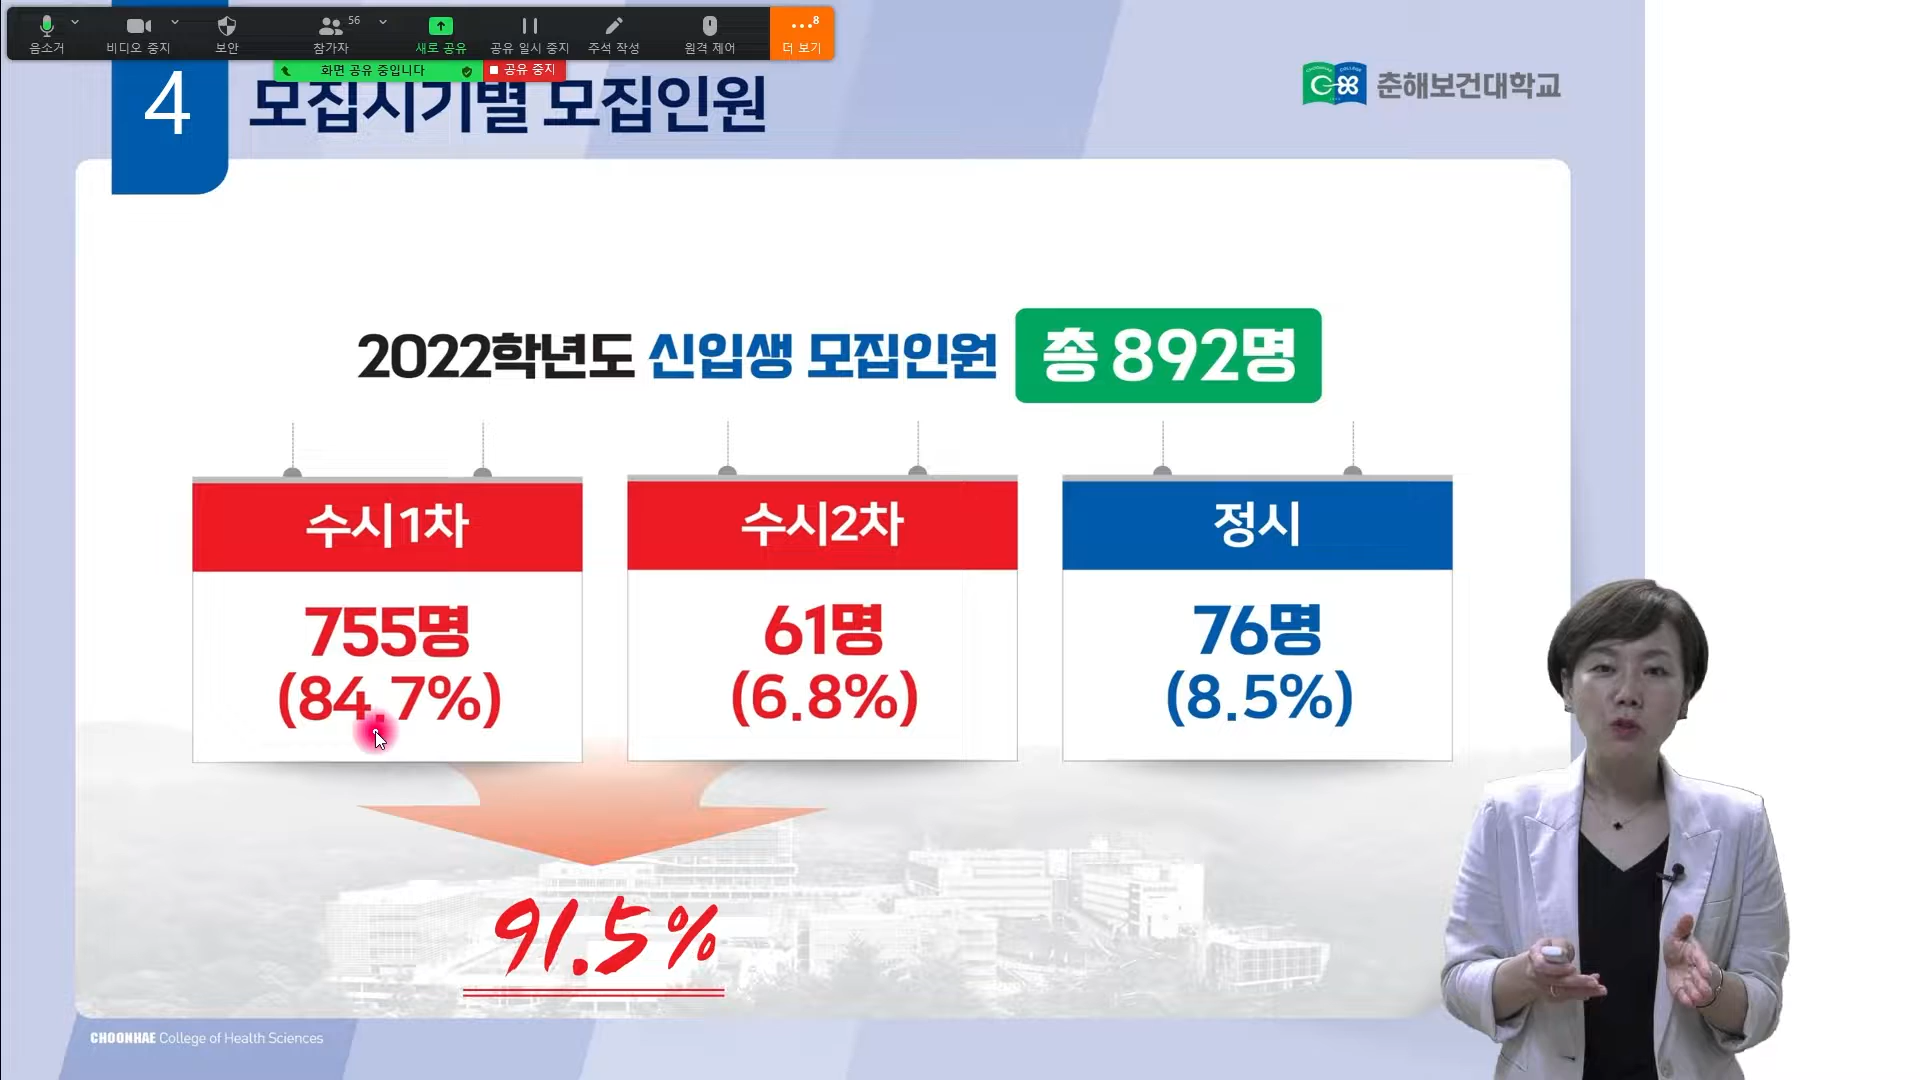 음소거
비디오 중지
보안
56
참가자
새로 공유
공유 일시 중지
주석 작성
원격 제어
8
더 보기
화면 공유 중입니다
공유 중지
4
모집시기별 모집인원
춘해보건대학교
2022학년도 신입생 모집인원 총 892명
수시1차
755명
(84.7%)
수시2차
61명
(6.8%)
정시
76명
(8.5%)
91.5%
CHOONHAE College of Health Sciences